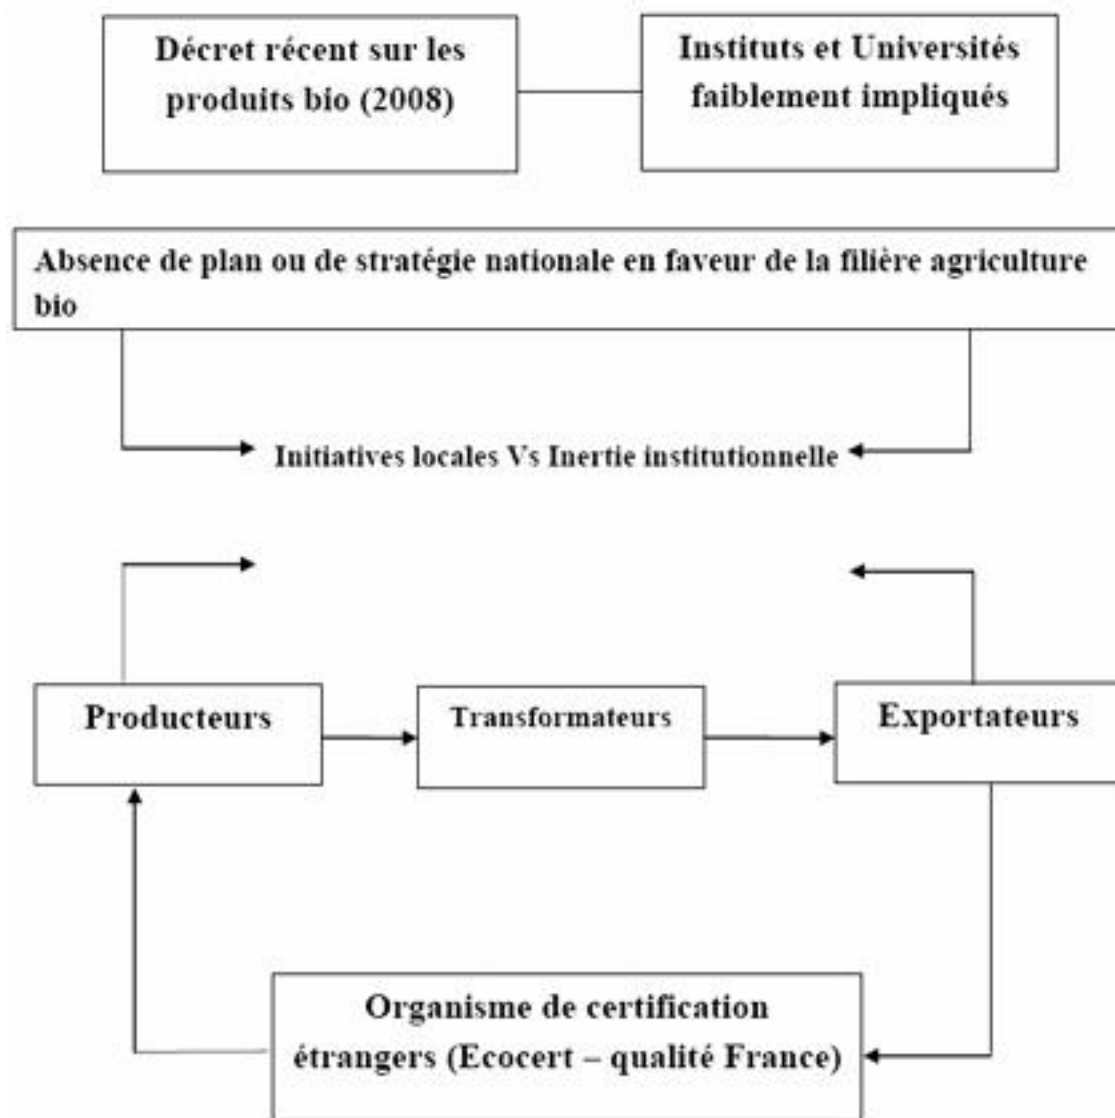 Décret récent sur les
produits bio (2008)
Instituts et Universités
faiblement impliqués
Absence de plan ou de stratégie nationale en faveur de la filière agriculture
bio
Initiatives locales Vs Inertie institutionnelle
Producteurs
Transformateurs
Exportateurs
Organisme de certification
étrangers (Ecocert – qualité France)